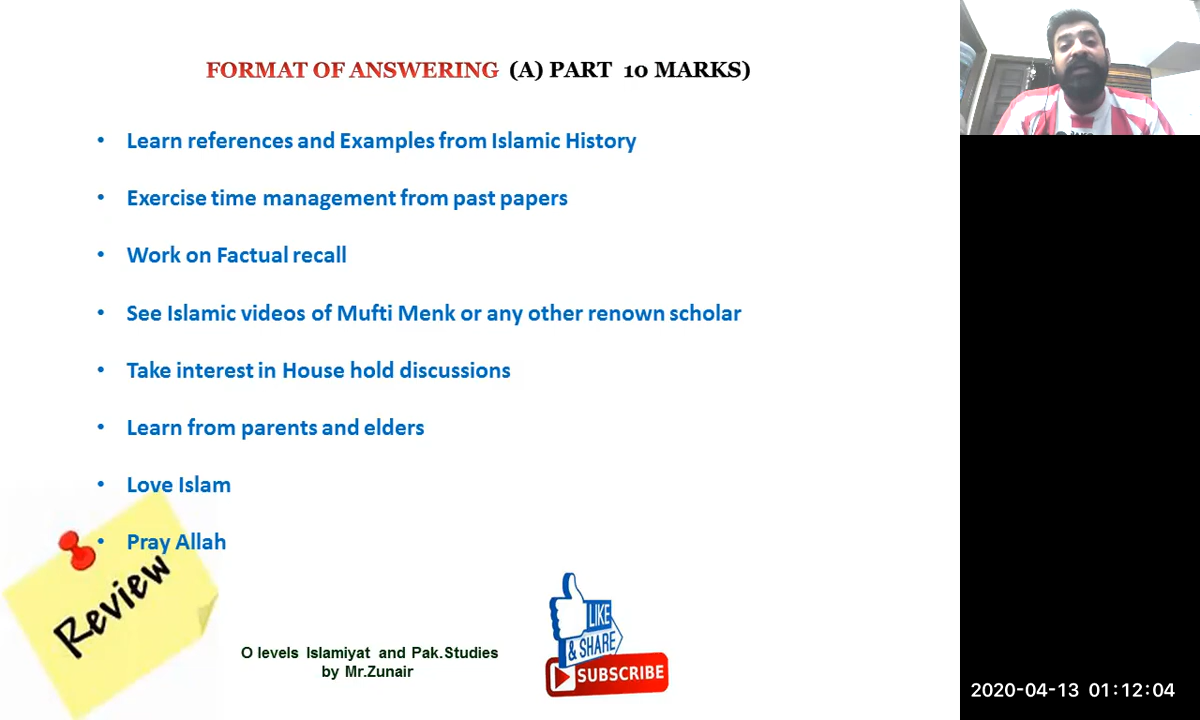 FORMAT OF ANSWERING (A) PART 10 MARKS)
• Learn references and Examples from Islamic History
• Exercise time management from past papers
• Work on Factual recall
• See Islamic videos of Mufti Menk or any other renown scholar
• Take interest in House hold discussions
• Learn from parents and elders
• Love Islam
• Pray Allah
Review
O levels Islamiyat and Pak.Studies
by Mr.Zunair
LIKE
& SHARE
SUBSCRIBE
2020-04-13 01:12:04